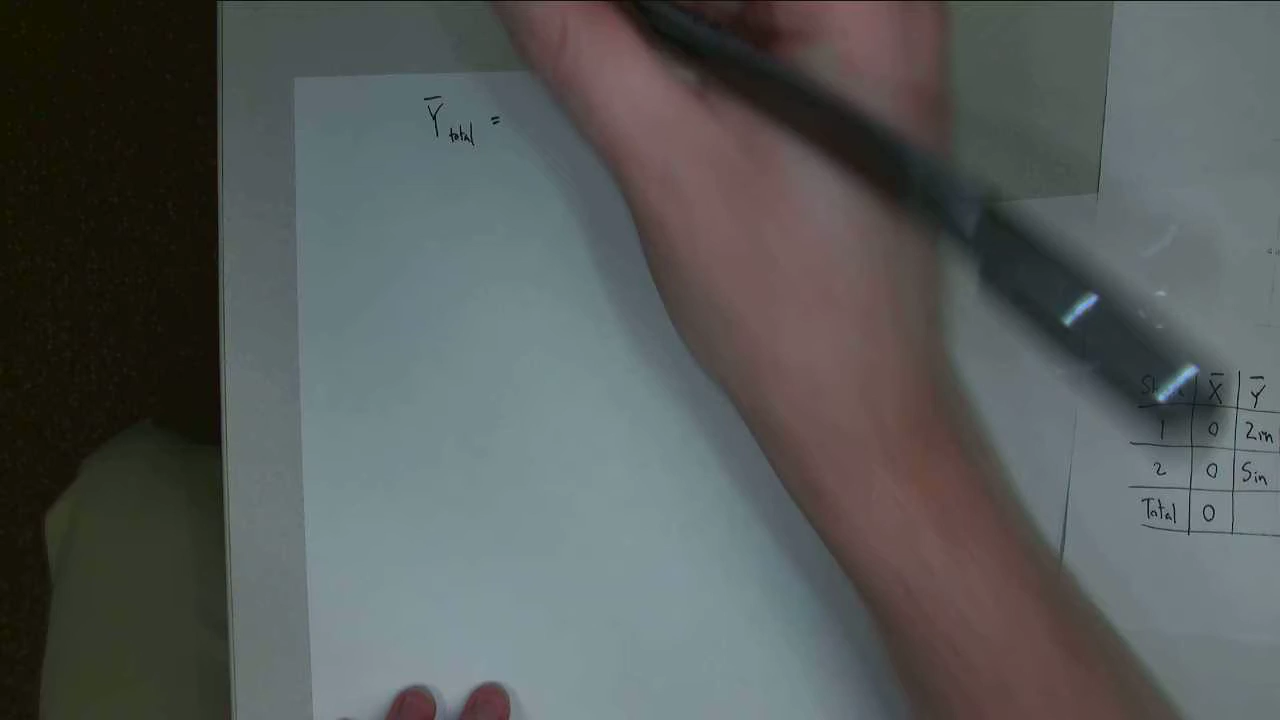 Ȳ total =
X̄ Ȳ
1 0 2in
2 0 5in
Total 0